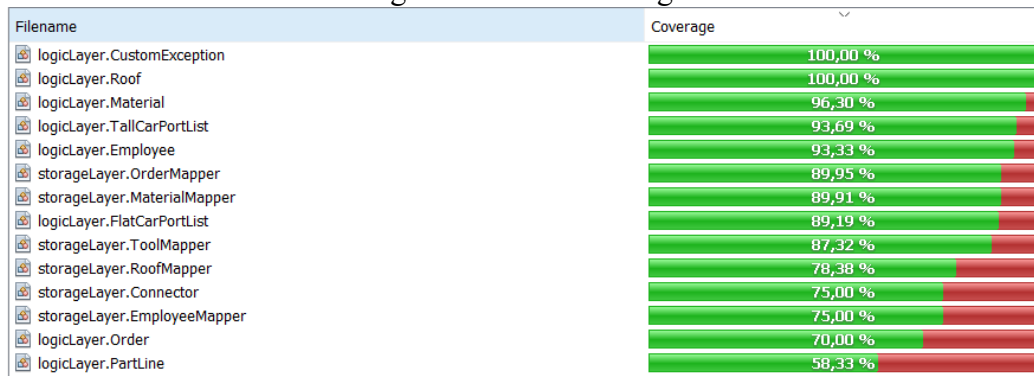 Filename Coverage
logicLayer.CustomException 100,00 %
logicLayer.Roof 100,00 %
logicLayer.Material 96,30 %
logicLayer.TallCarPortList 93,69 %
logicLayer.Employee 93,33 %
storageLayer.OrderMapper 89,95 %
storageLayer.MaterialMapper 89,91 %
logicLayer.FlatCarPortList 89,19 %
storageLayer.ToolMapper 87,32 %
storageLayer.RoofMapper 78,38 %
storageLayer.Connector 75,00 %
storageLayer.EmployeeMapper 75,00 %
logicLayer.Order 70,00 %
logicLayer.PartLine 58,33 %